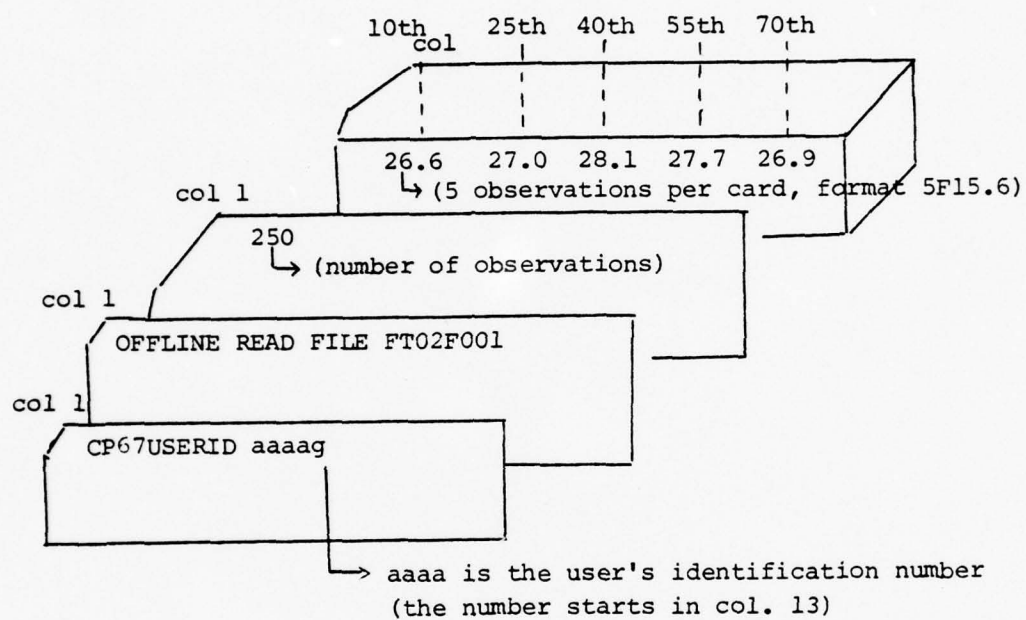 10th 25th 40th 55th 70th
col
26.6 27.0 28.1 27.7 26.9
(5 observations per card, format 5F15.6)
col 1
250
(number of observations)
col 1
OFFLINE READ FILE FT02F001
col 1
CP67USERID aaaag
aaaa is the user's identification number
(the number starts in col. 13)